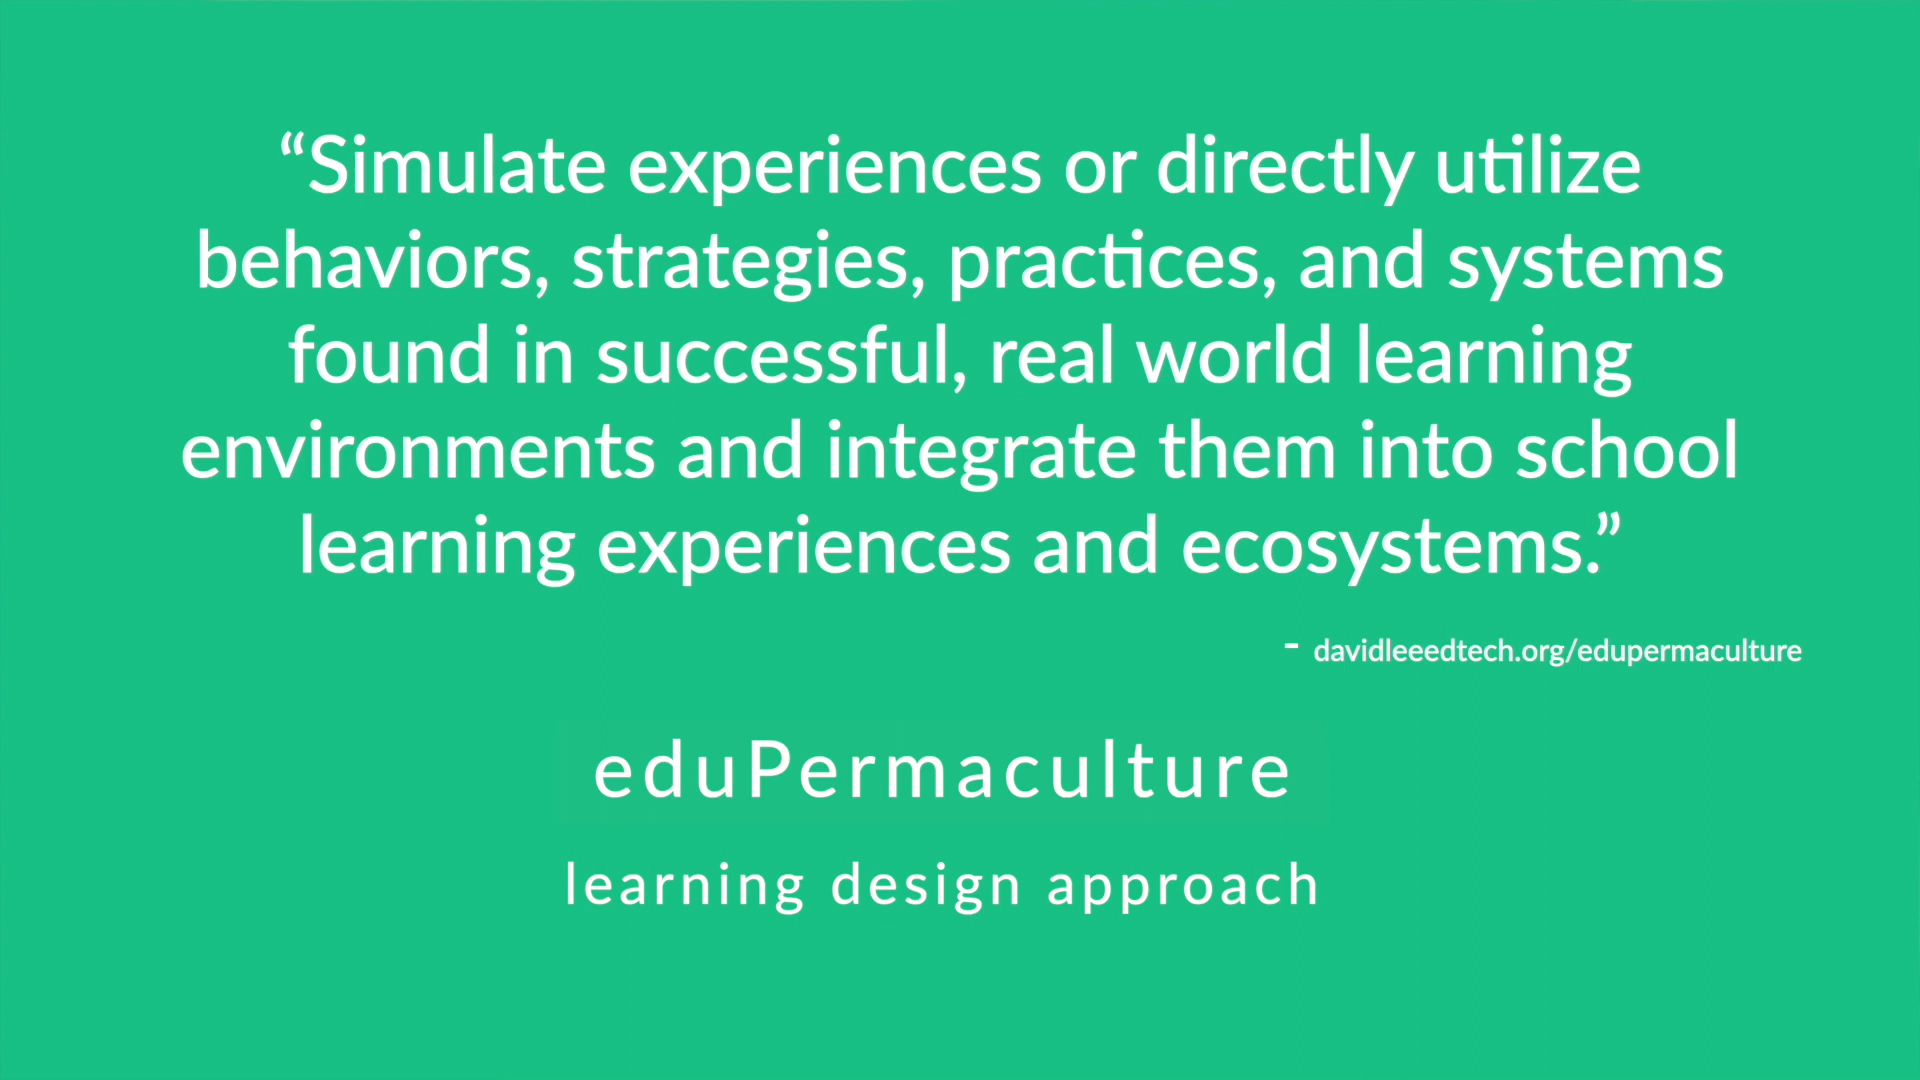 “Simulate experiences or directly utilize
behaviors, strategies, practices, and systems
found in successful, real world learning
environments and integrate them into school
learning experiences and ecosystems.”
- davidleeedtech.org/edupermaculture
eduPermaculture
learning design approach